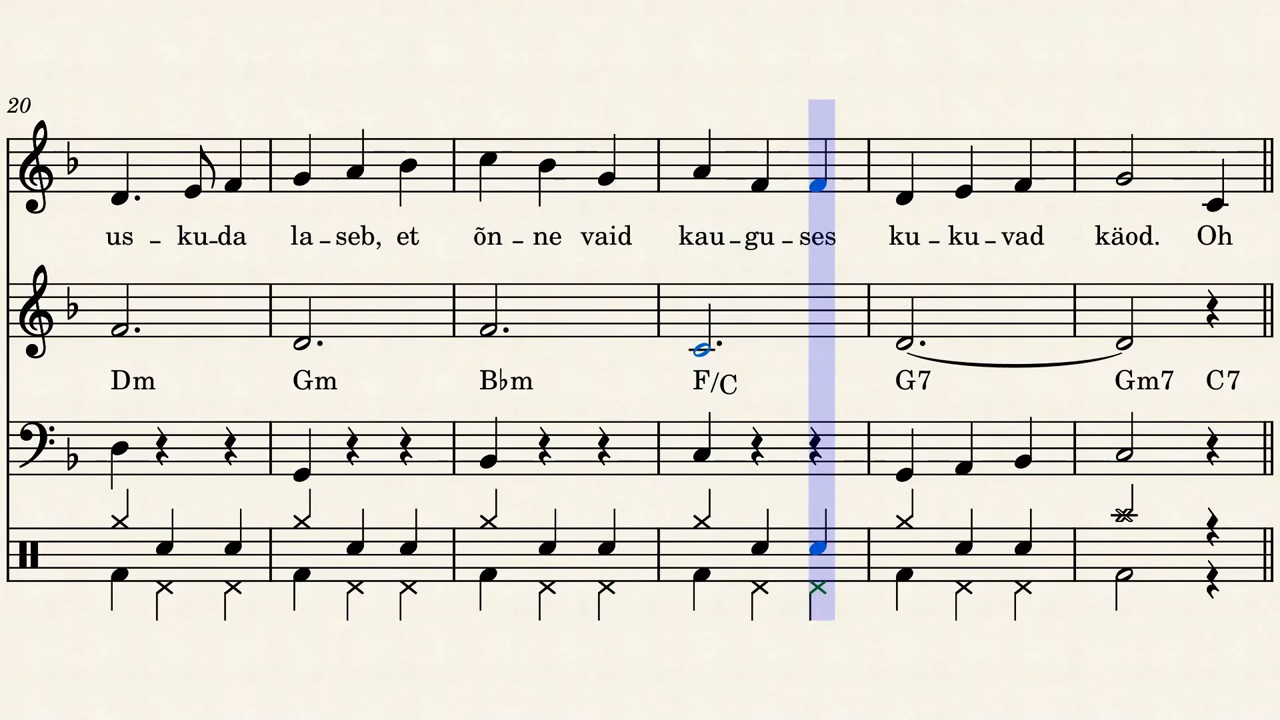 20
us - ku-da la - seb, et õn - ne vaid kau - gu - ses ku - ku - vad käod. Oh
Dm Gm B♭m F/C G7 Gm7 C7